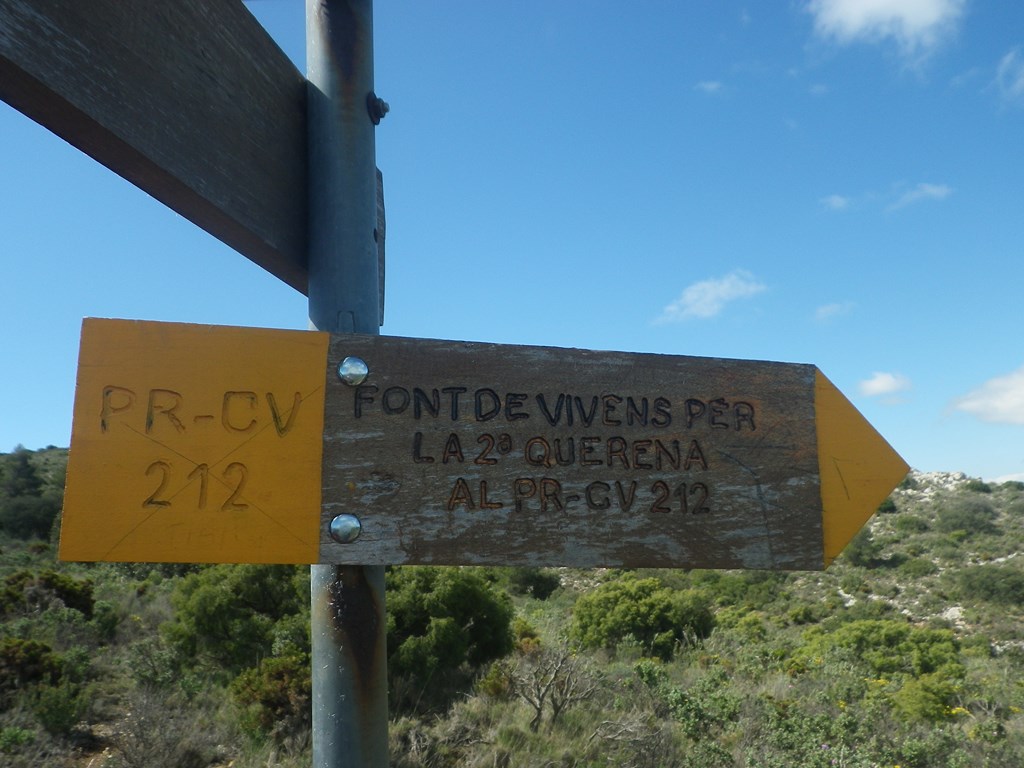 PR-CV
212
FONT DE VIVENS PER
LA 2ª QUERENA
AL PR-CV 212